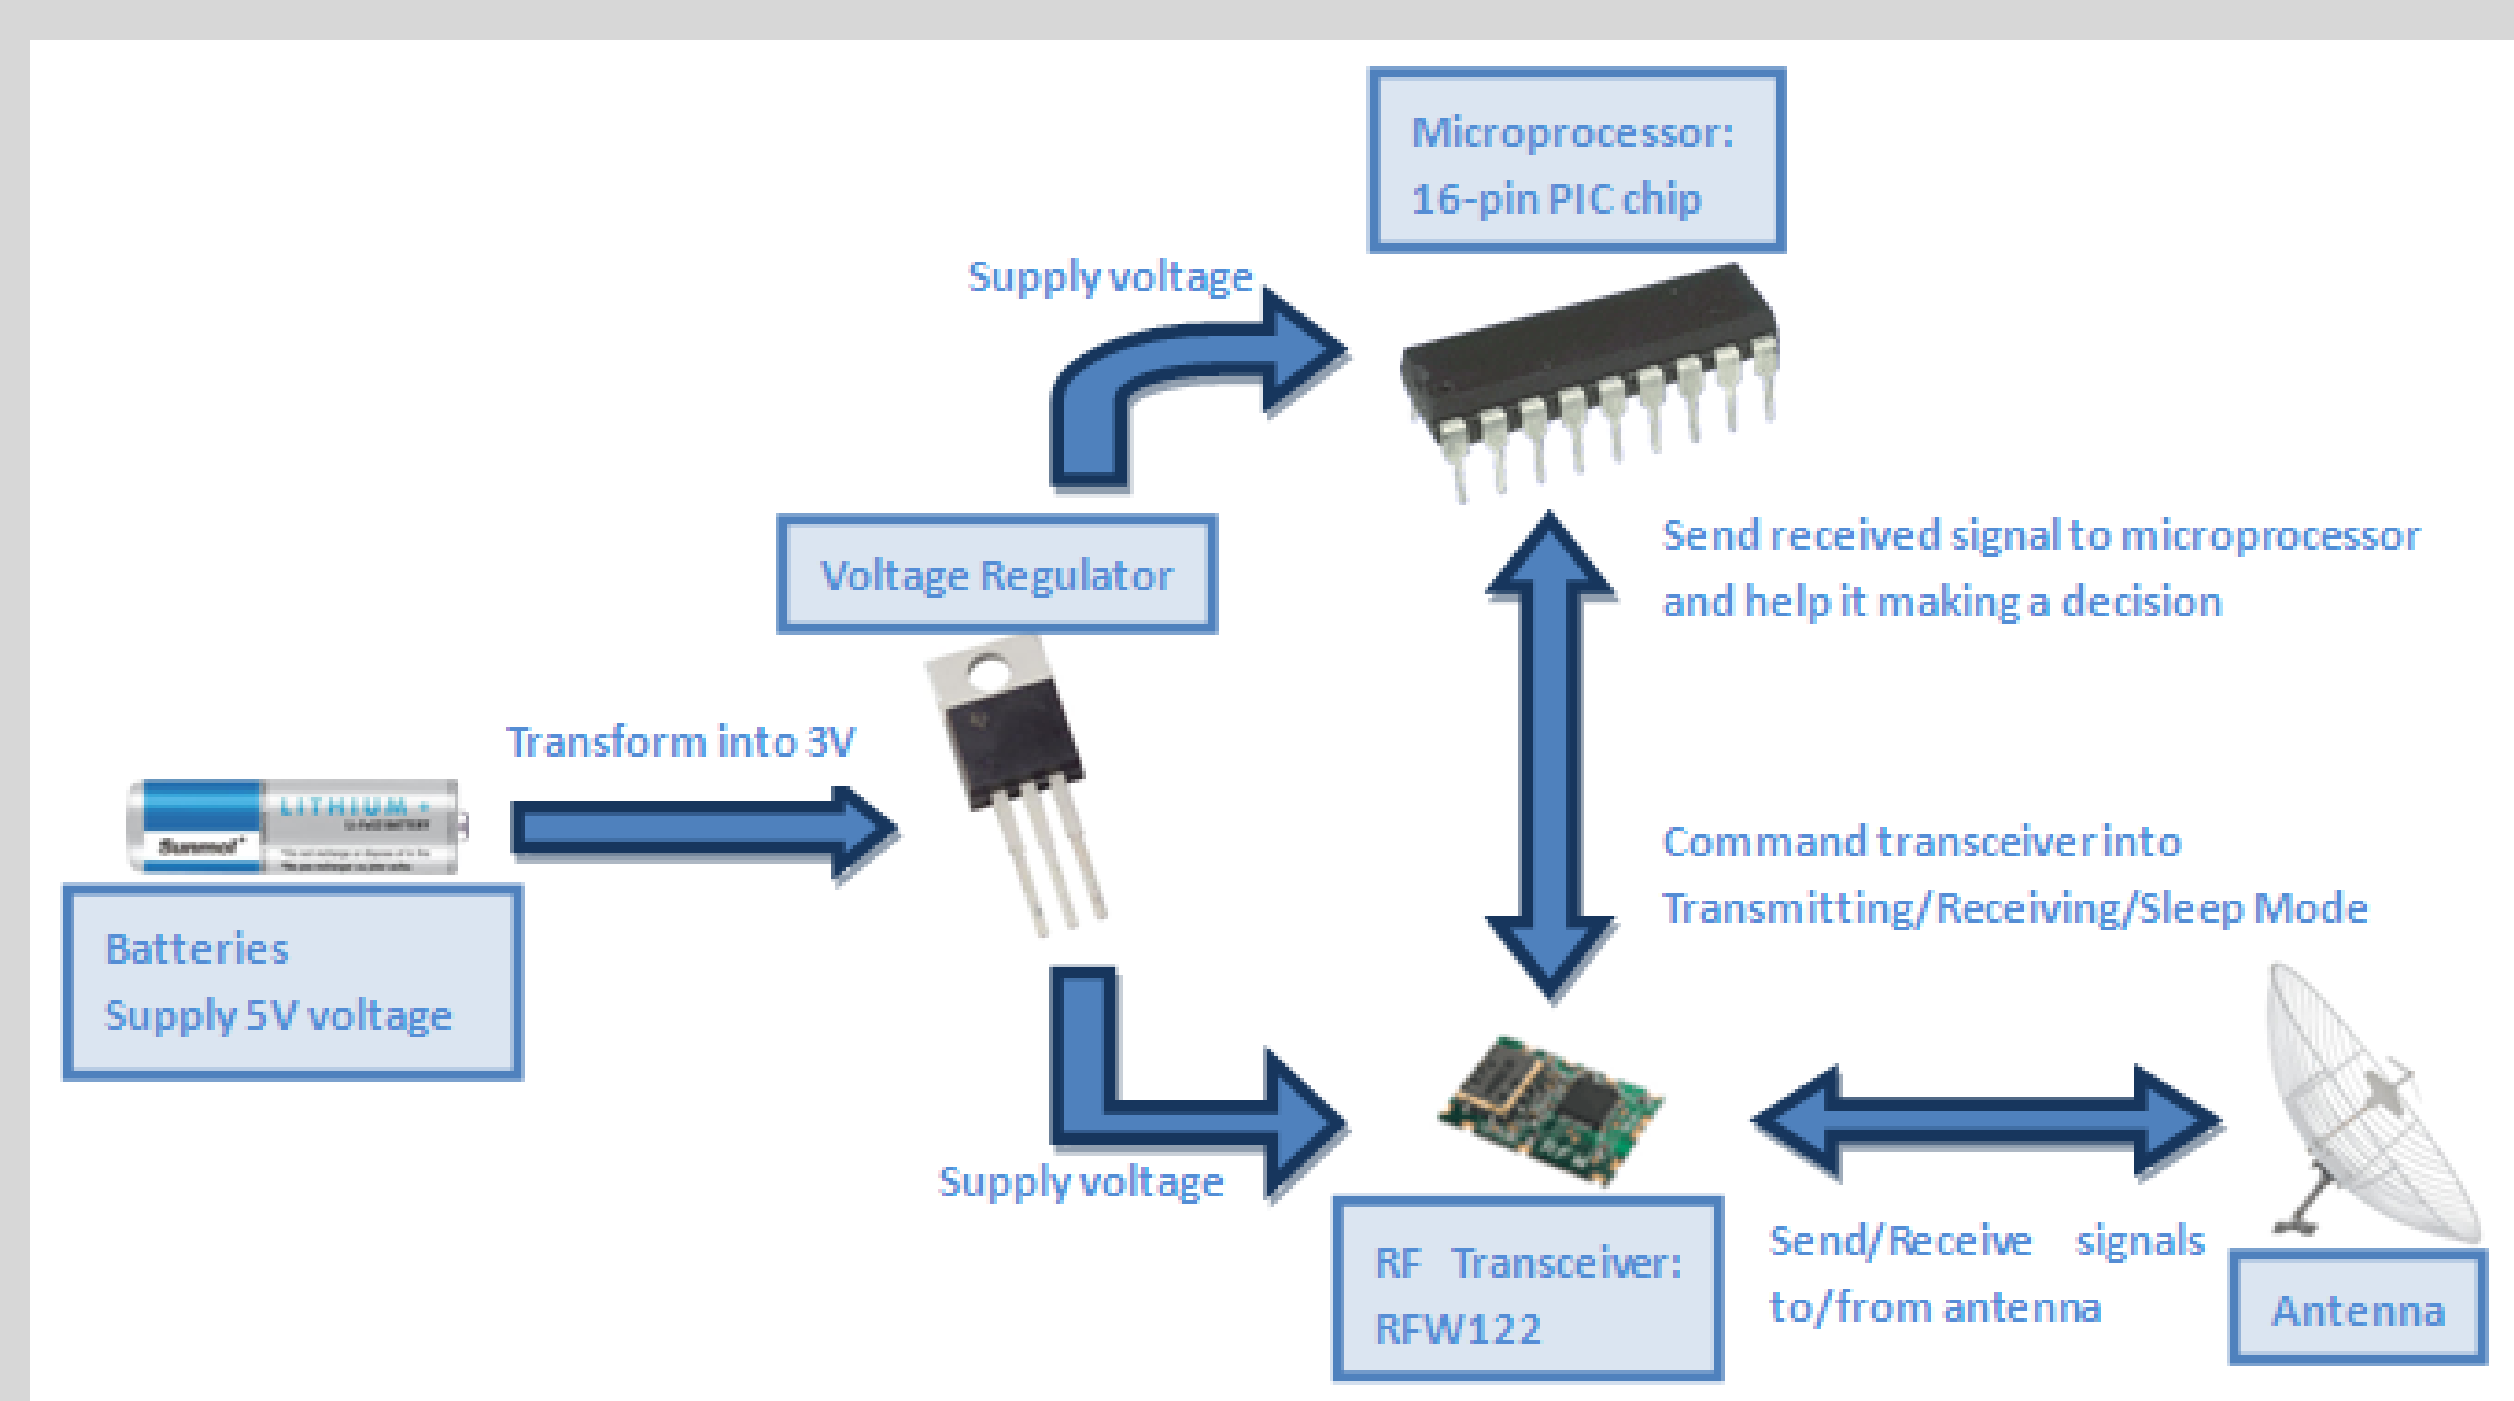 Microprocessor:
16-pin PIC chip
Supply voltage
Send received signal to microprocessor
and help it making a decision
Voltage Regulator
Transform into 3V
LITHIUM
Sunmol
Batteries
Supply 5V voltage
Command transceiver into
Transmitting/Receiving/Sleep Mode
Supply voltage
RF Transceiver:
RFW122
Send/Receive signals
to/from antenna
Antenna